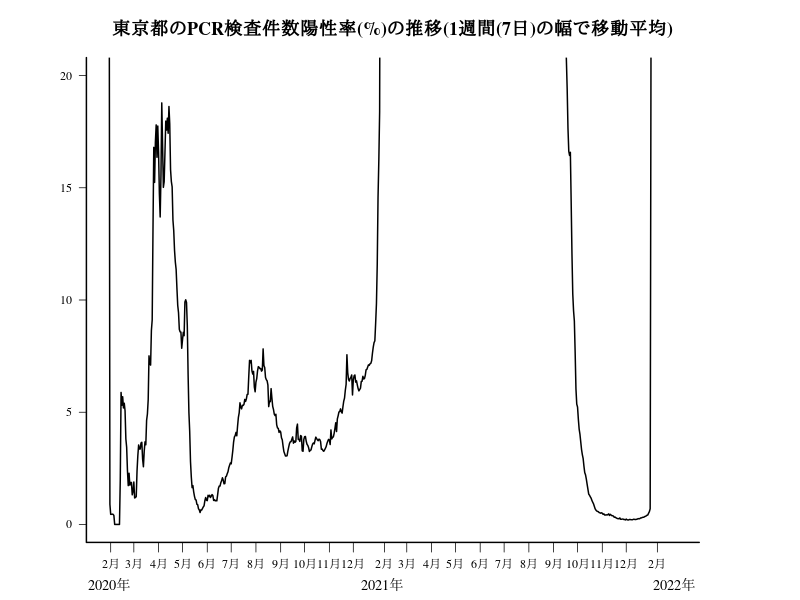 東京都のPCR検査件数陽性率(%)の推移(1週間(7日)の幅で移動平均)
20
15
10
5
0
2月 3月 4月 5月 6月 7月 8月 9月 10月 11月 12月 2月 3月 4月 5月 6月 7月 8月 9月 10月 11月 12月 2月
2020年 2021年 2022年